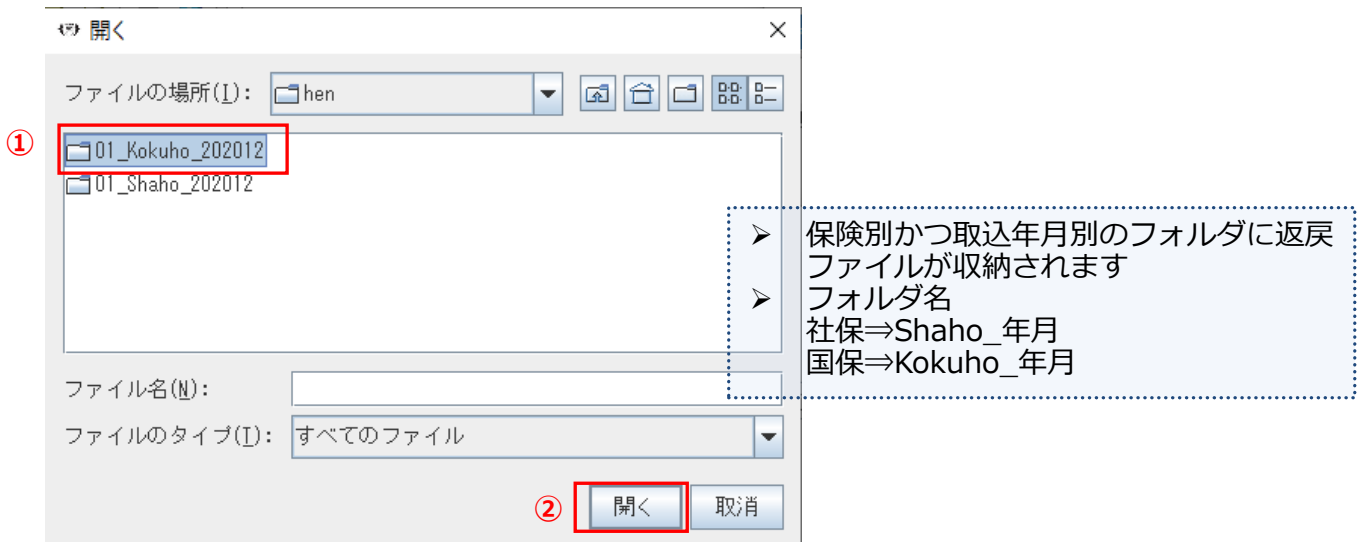 開く
ファイルの場所(I): hen
①
01_Kokuho_202012
01_Shaho_202012
➤ 保険別かつ取込年月別のフォルダに返戻
ファイルが収納されます
➤ フォルダ名
社保⇒Shaho_年月
国保⇒Kokuho_年月
ファイル名(N):
ファイルのタイプ(T): すべてのファイル
② 開く 取消